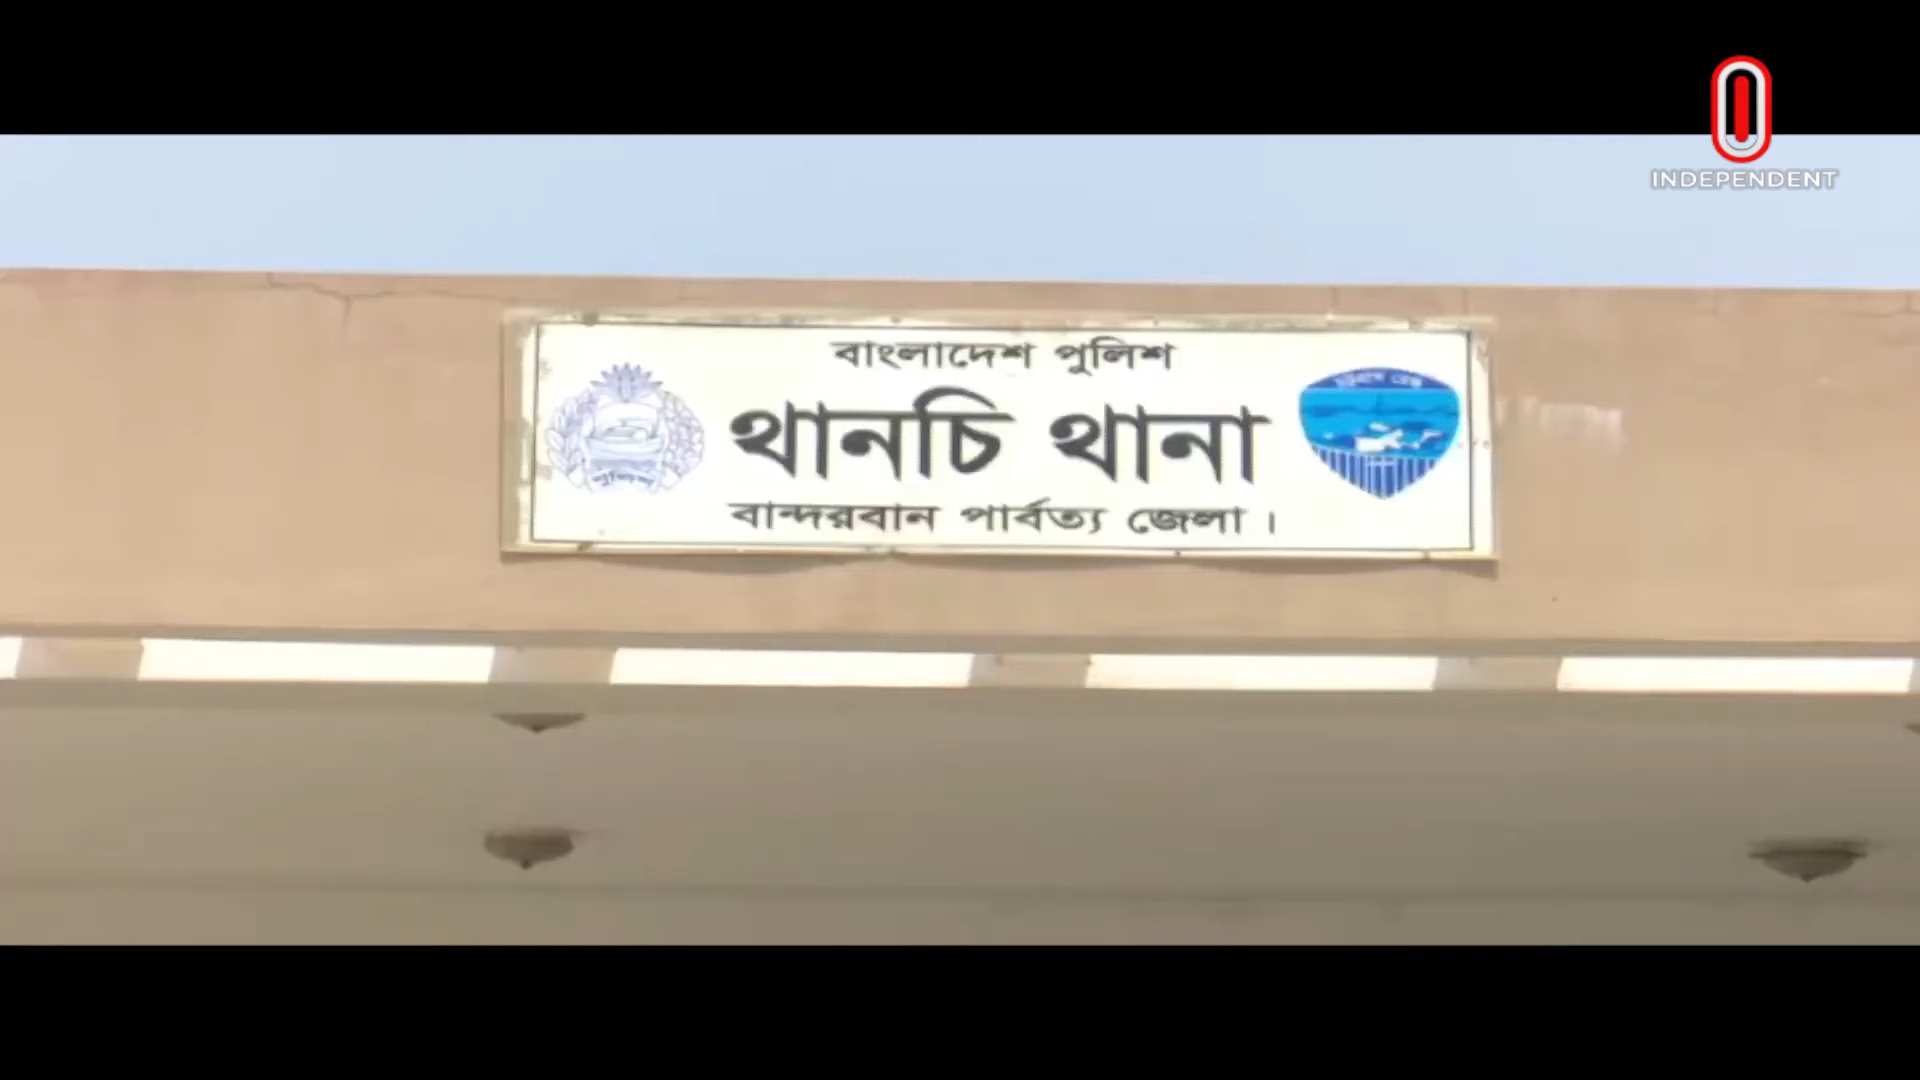 INDEPENDENT
বাংলাদেশ পুলিশ
থানচি থানা
বান্দরবান পার্বত্য জেলা।
পুলিশ